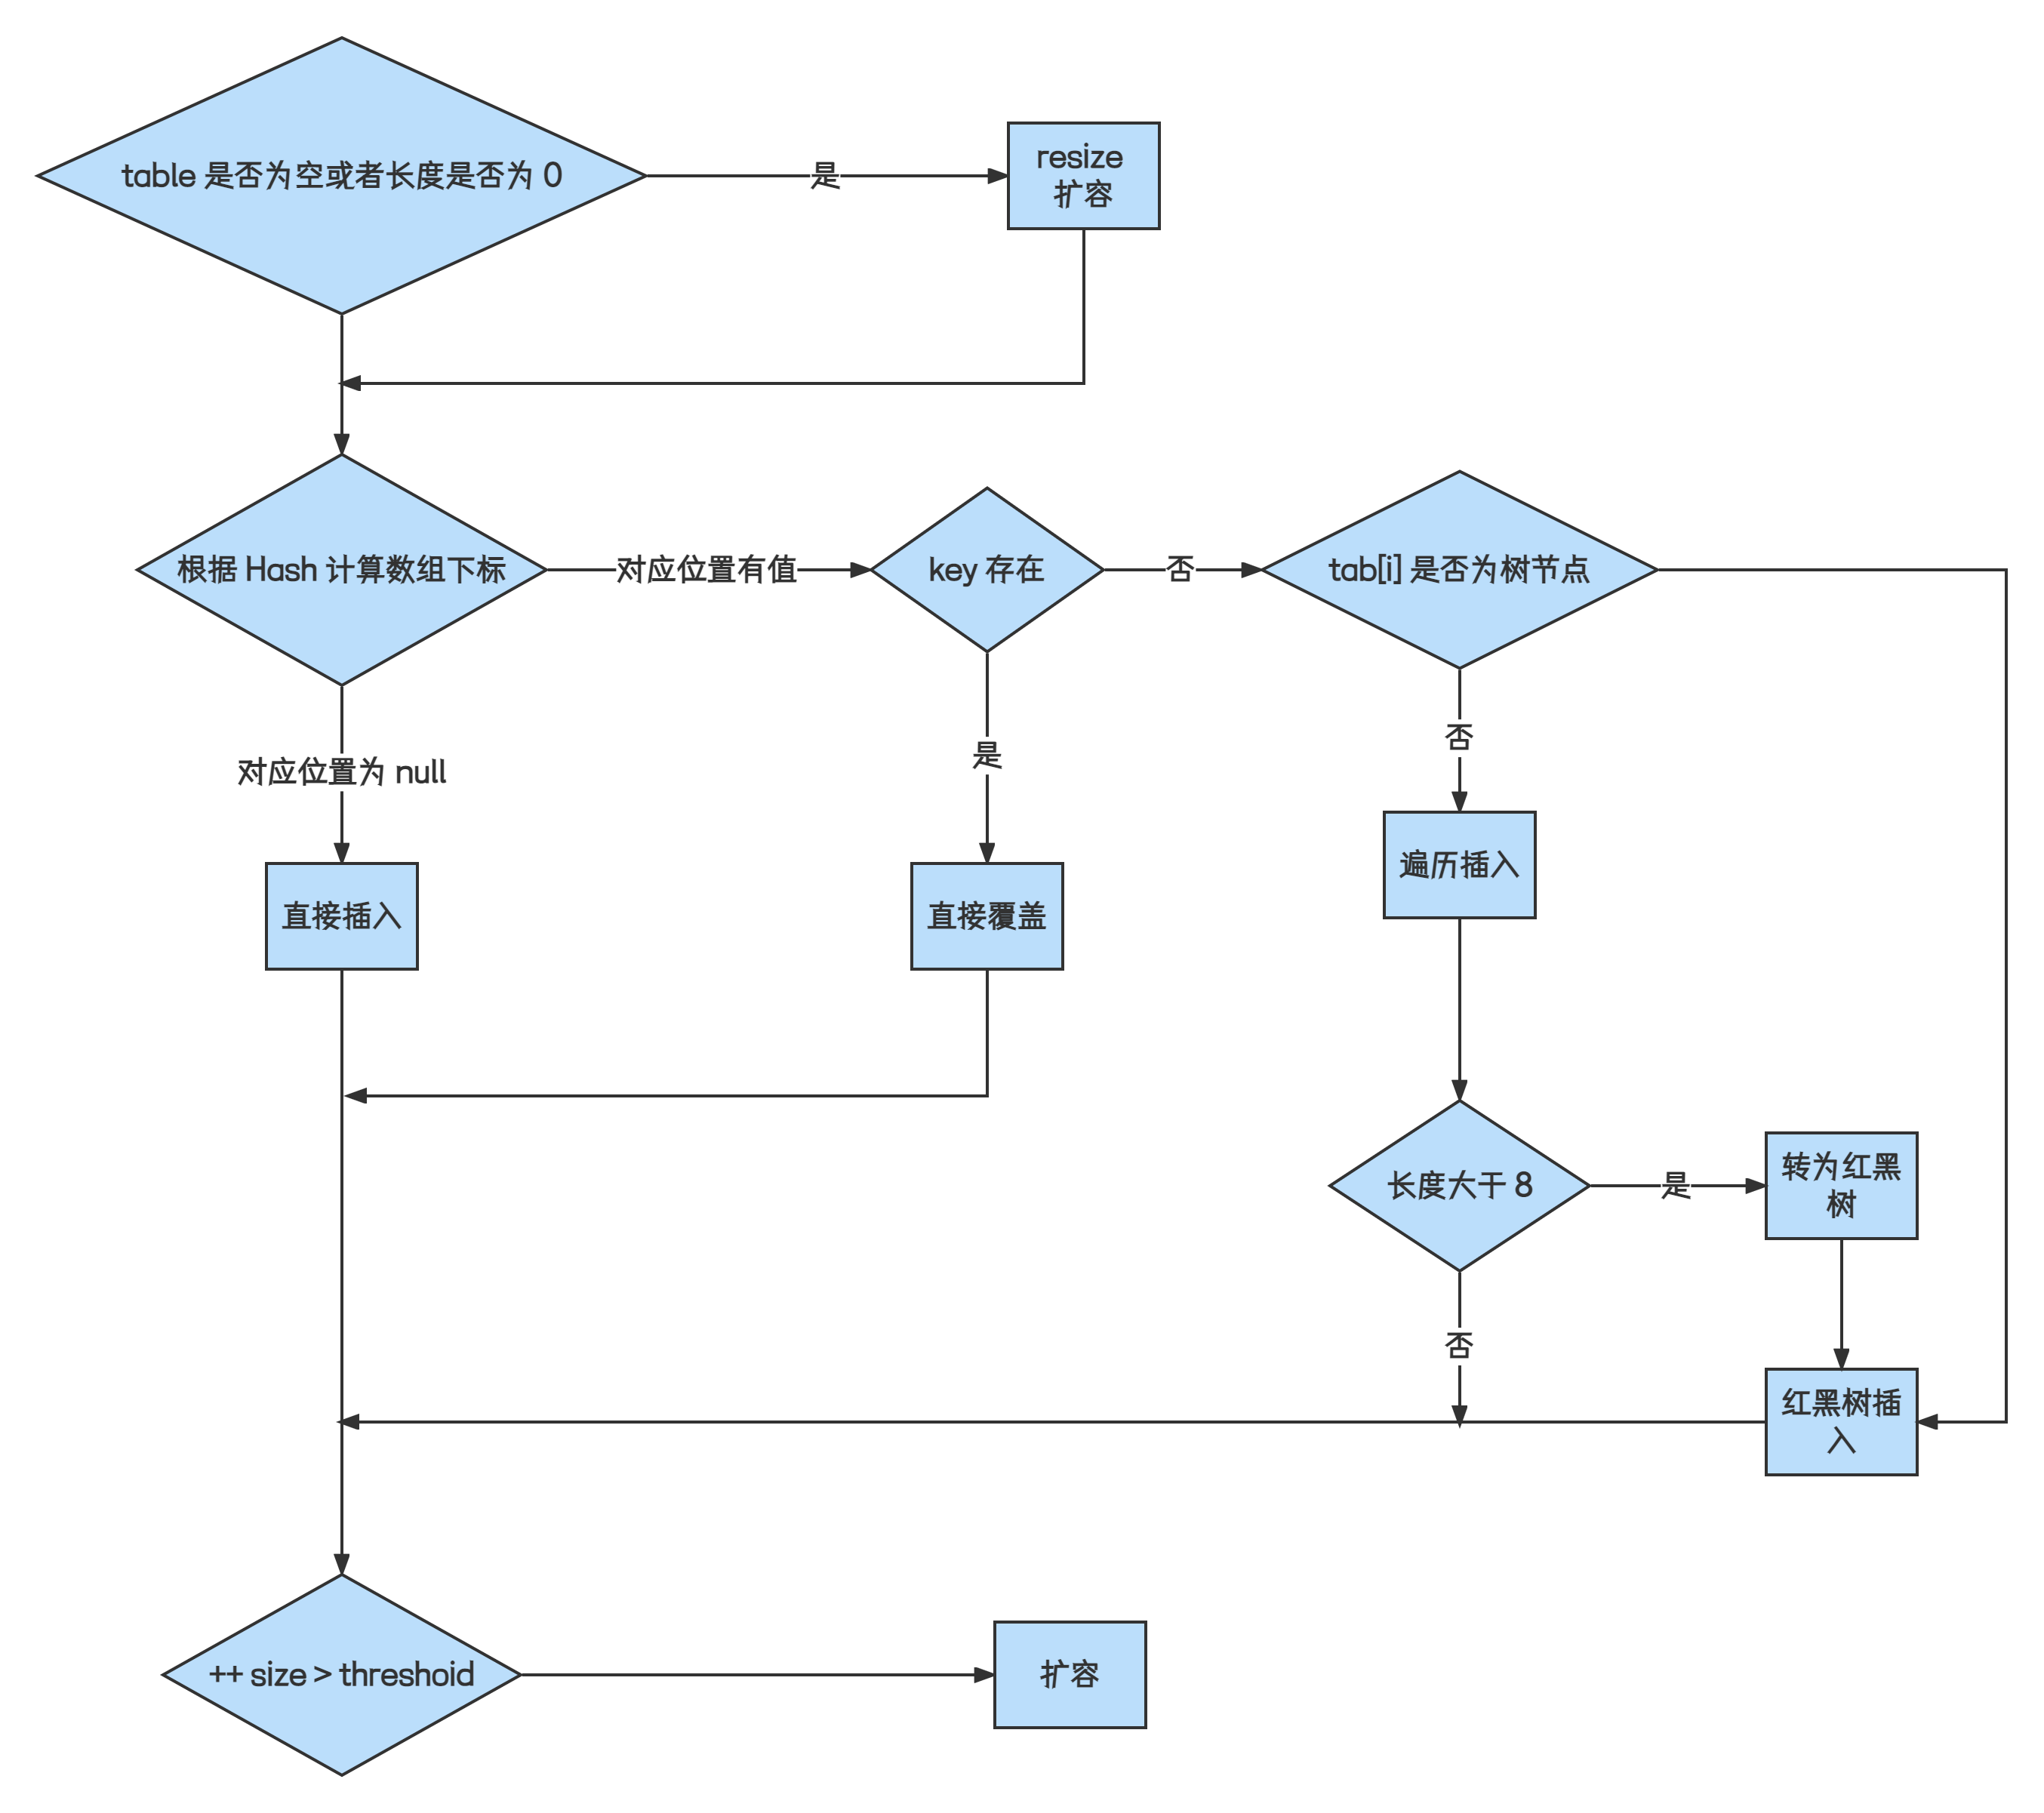 table 是否为空或者长度是否为 0
是
resize
扩容
根据 Hash 计算数组下标
对应位置有值
key 存在
否
tab[i] 是否为树节点
对应位置为 null
是
否
直接插入
直接覆盖
遍历插入
长度大于 8
是
转为红黑
树
否
红黑树插
入
++ size > threshoid
扩容